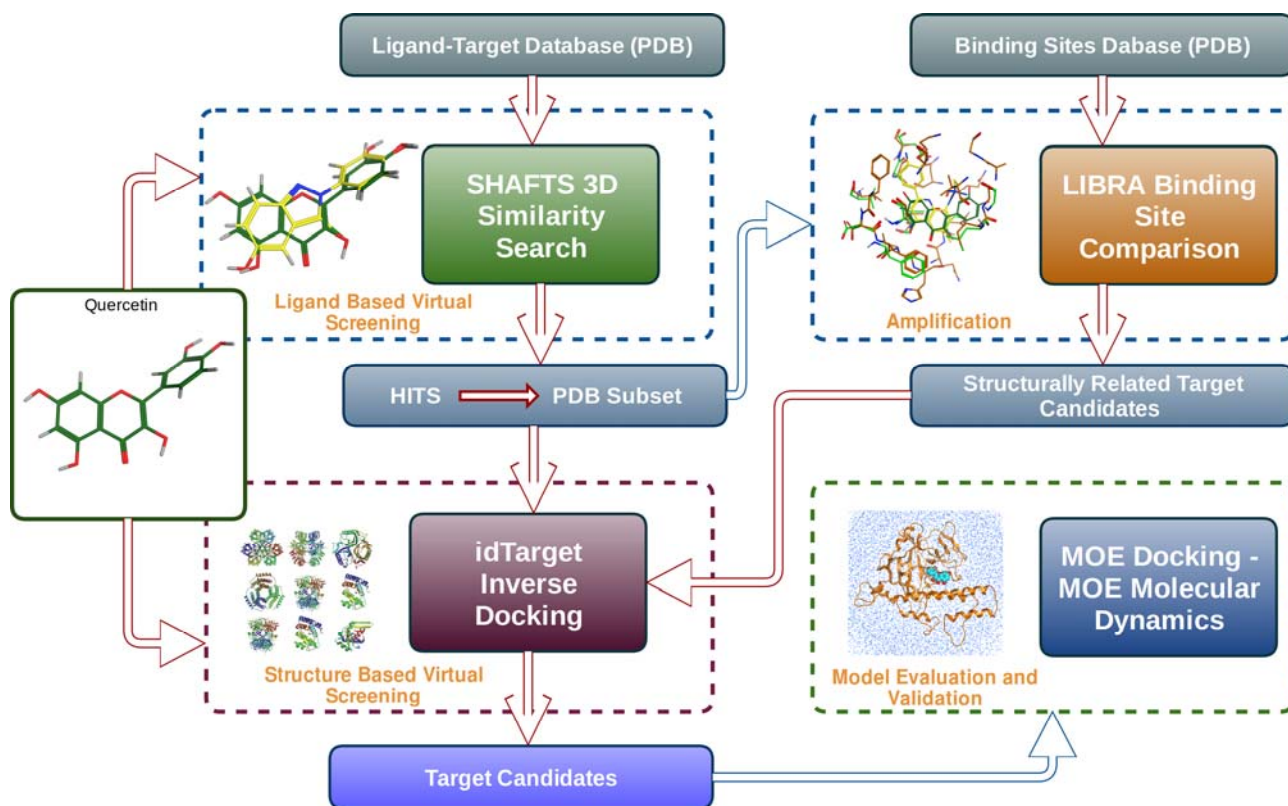 Ligand-Target Database (PDB)
Binding Sites Dabase (PDB)
SHAFTS 3D
Similarity
Search
Ligand Based Virtual
Screening
LIBRA Binding
Site
Comparison
Amplification
Quercetin
HITS
PDB Subset
Structurally Related Target
Candidates
idTarget
Inverse
Docking
Structure Based Virtual
Screening
MOE Docking -
MOE Molecular
Dynamics
Model Evaluation and
Validation
Target Candidates